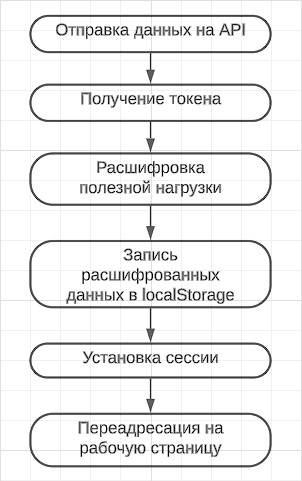 Отправка данных на API
Получение токена
Расшифровка
полезной нагрузки
Запись
расшифрованных
данных в localStorage
Установка сессии
Переадресация на
рабочую страницу